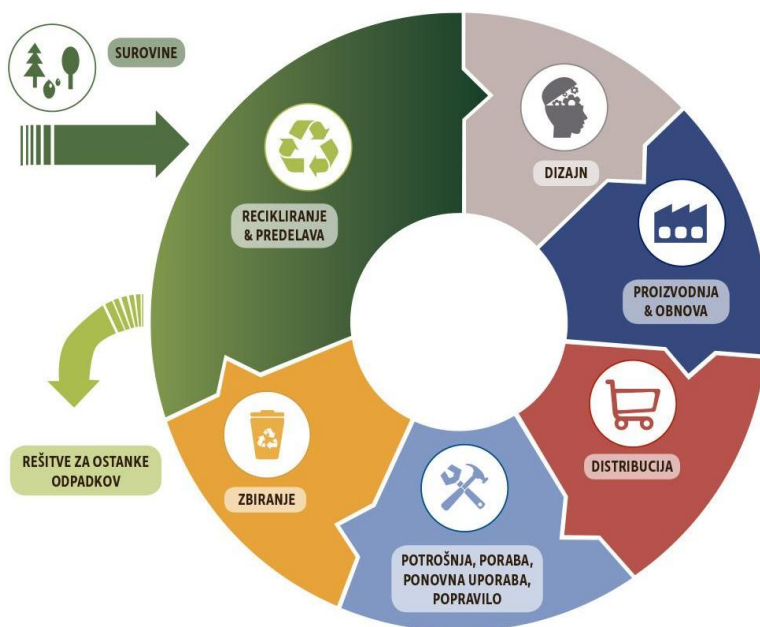 SUROVINE
DIZAJN
RECIKLIRANJE
& PREDELAVA
PROIZVODNJA
& OBNOVA
DISTRIBUCIJA
REŠITVE ZA OSTANKE
ODPADKOV
ZBIRANJE
POTROŠNJA, PORABA,
PONOVNA UPORABA,
POPRAVILO